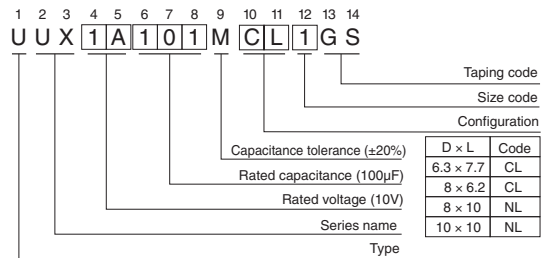 1 2 3 4 5 6 7 8 9 10 11 12 13 14
U U X 1 A 1 0 1 M C L 1 G S
Taping code
Size code
Configuration
Capacitance tolerance (±20%)
Rated capacitance (100µF)
Rated voltage (10V)
Series name
Type
D × L Code
6.3 × 7.7 CL
8 × 6.2 CL
8 × 10 NL
10 × 10 NL